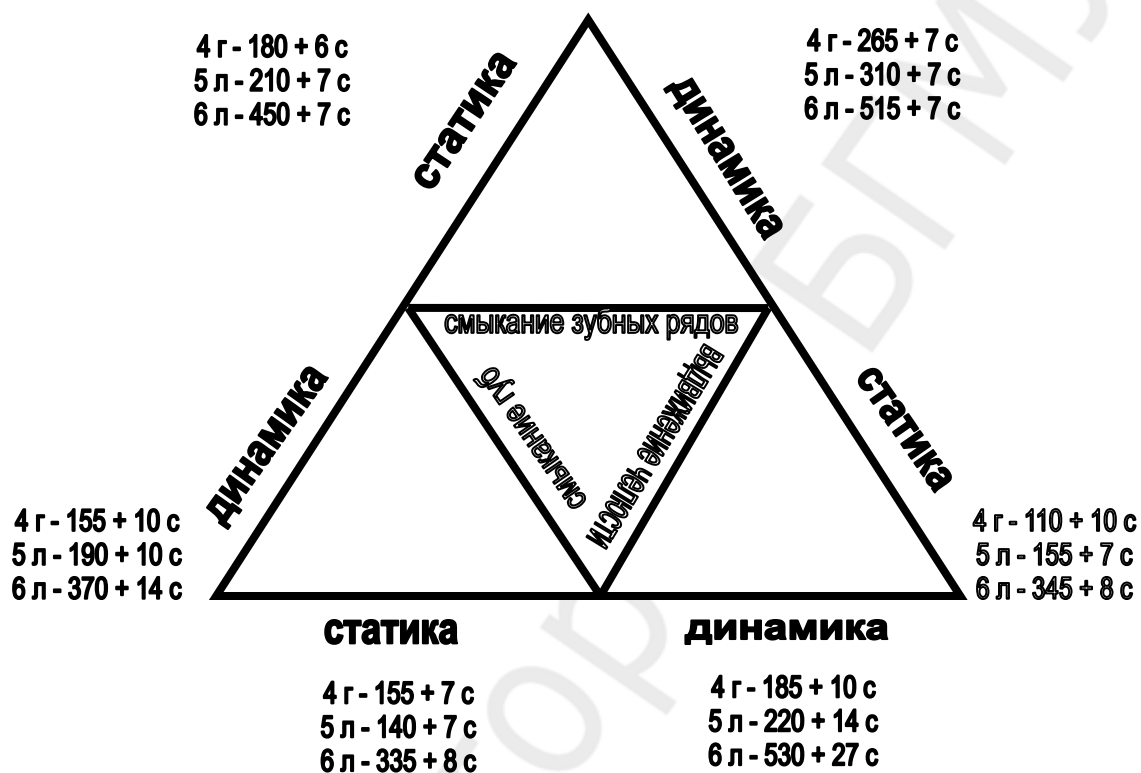 4 г - 180 + 6 с
5 л - 210 + 7 с
6 л - 450 + 7 с
статика
динамика
4 г - 265 + 7 с
5 л - 310 + 7 с
6 л - 515 + 7 с
смыкание зубных рядов
смыкание губ
выдвижение челюсти
динамика
статика
4 г - 155 + 10 с
5 л - 190 + 10 с
6 л - 370 + 14 с
4 г - 110 + 10 с
5 л - 155 + 7 с
6 л - 345 + 8 с
статика
динамика
4 г - 155 + 7 с
5 л - 140 + 7 с
6 л - 335 + 8 с
4 г - 185 + 10 с
5 л - 220 + 14 с
6 л - 530 + 27 с